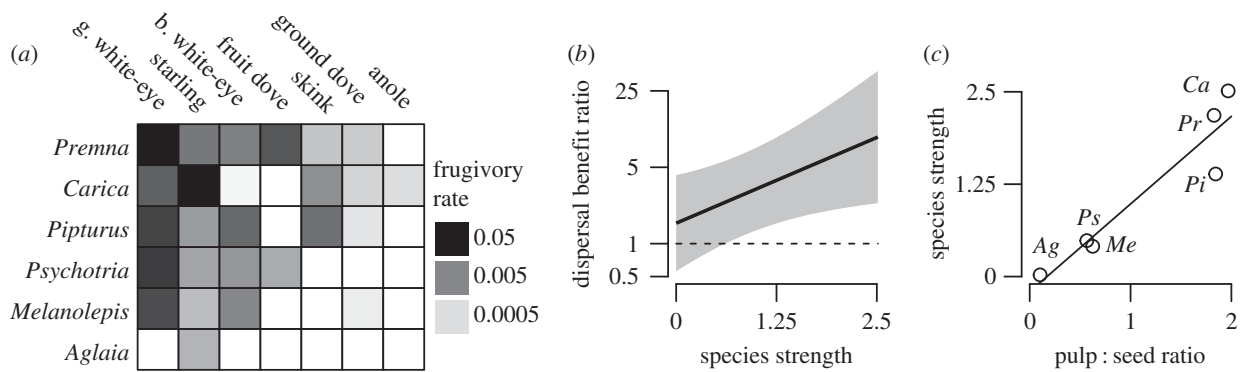 (a)
g. white-eye
starling
b. white-eye
fruit dove
skink
ground dove
anole
Premna
Carica
Pipturus
Psychotria
Melanolepis
Aglaia
frugivory
rate
0.05
0.005
0.0005
(b)
dispersal benefit ratio
25
5
1
0.5
0
1.25
2.5
species strength
(c)
species strength
2.5
1.25
0
Ca
Pr
Pi
Ps
Ag
Me
0
1
2
pulp : seed ratio